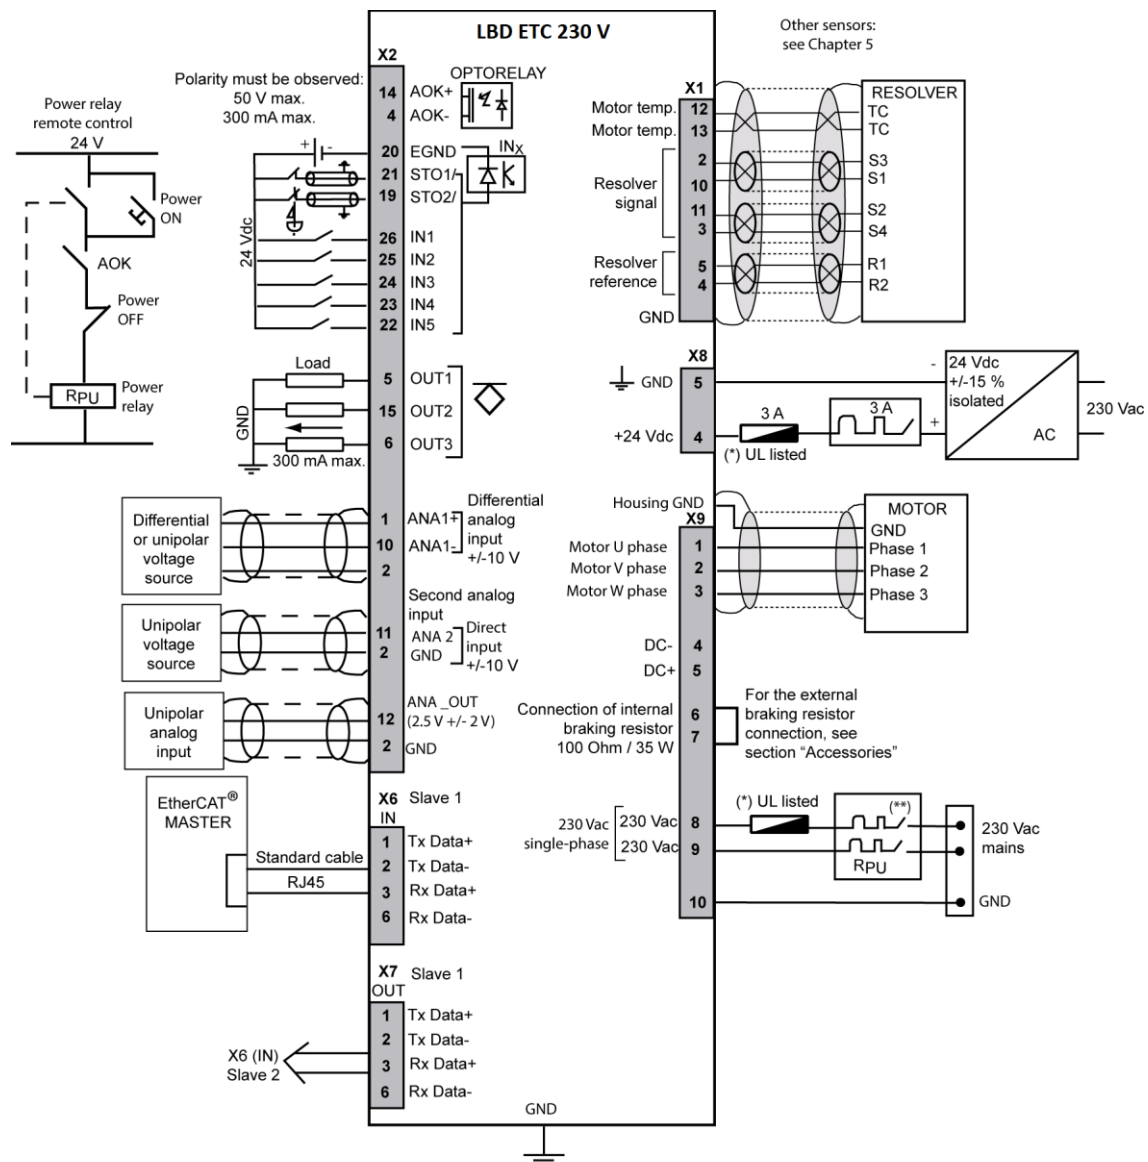 LBD ETC 230 V
Other sensors:
see Chapter 5
Power relay
remote control
24 V
Power
ON
AOK
Power
OFF
RPU
Power
relay
Polarity must be observed:
50 V max.
300 mA max.
X2
OPTORELAY
14 AOK+
4 AOK-
+ -
20 EGND
INX
21 STO1/
19 STO2/
24 Vdc
26 IN1
25 IN2
24 IN3
23 IN4
22 IN5
Load
5 OUT1
15 OUT2
6 OUT3
GND
300 mA max.
Differential
or unipolar
voltage
source
1 ANA1+
10 ANA1-
2
Differential
analog
input
+/-10 V
Unipolar
voltage
source
Second analog
input
11 ANA 2
2 GND
Direct
input
+/-10 V
Unipolar
analog
input
ANA _OUT
12 (2.5 V +/- 2 V)
2 GND
EtherCAT®
MASTER
Standard cable
RJ45
X6 Slave 1
IN
1 Tx Data+
2 Tx Data-
3 Rx Data+
6 Rx Data-
X7 Slave 1
OUT
1 Tx Data+
2 Tx Data-
3 Rx Data+
6 Rx Data-
X6 (IN)
Slave 2
GND
X1
RESOLVER
Motor temp. 12 TC
Motor temp. 13 TC
Resolver
signal
2 S3
10 S1
11 S2
3 S4
Resolver
reference
5 R1
4 R2
GND
X8
GND 5 -
+24 Vdc 4
3 A
(*) UL listed
3 A
+
24 Vdc
+/-15 %
isolated
AC
230 Vac
Housing GND
X9
MOTOR
GND
Motor U phase 1 Phase 1
Motor V phase 2 Phase 2
Motor W phase 3 Phase 3
DC- 4
DC+ 5
Connection of internal
braking resistor
100 Ohm / 35 W
6
7
For the external
braking resistor
connection, see
section “Accessories”
230 Vac
single-phase
230 Vac 8
230 Vac 9
(*) UL listed
(**)
RPU
230 Vac
mains
10 GND